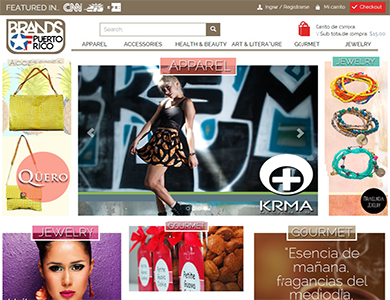 FEATURED IN... CNN
Ingresar / Registrarse Mi carrito Checkout
BRANDS
OF
PUERTO
RICO
Search...
Carrito de compra
Sub total de compra: $25.00
APPAREL ACCESSORIES HEALTH & BEAUTY ART & LITERATURE GOURMET JEWELRY
ACCESSORIES
APPAREL
JEWELRY
QUERO
KRMA
JEWELRY
GOURMET
GOURMET
"Esencia de
mañana,
fragancias del
mediodía,